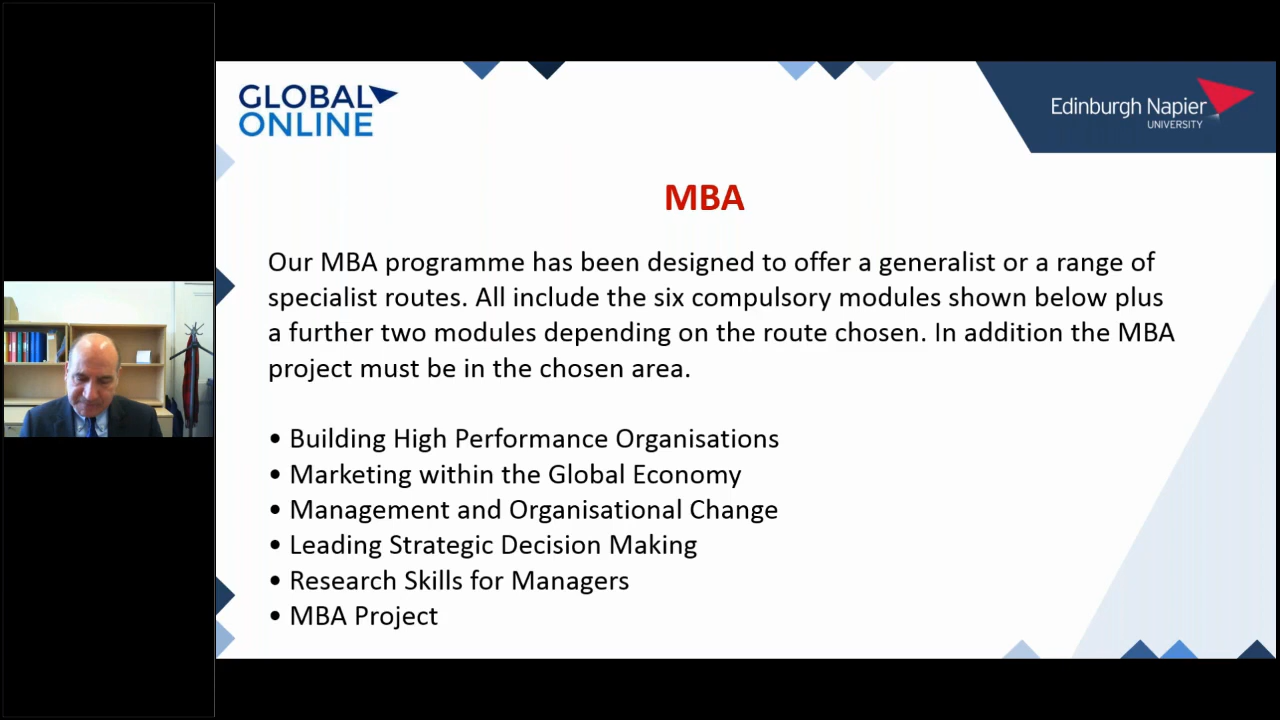 GLOBAL
ONLINE
Edinburgh Napier
UNIVERSITY
MBA
Our MBA programme has been designed to offer a generalist or a range of
specialist routes. All include the six compulsory modules shown below plus
a further two modules depending on the route chosen. In addition the MBA
project must be in the chosen area.
• Building High Performance Organisations
• Marketing within the Global Economy
• Management and Organisational Change
• Leading Strategic Decision Making
• Research Skills for Managers
• MBA Project